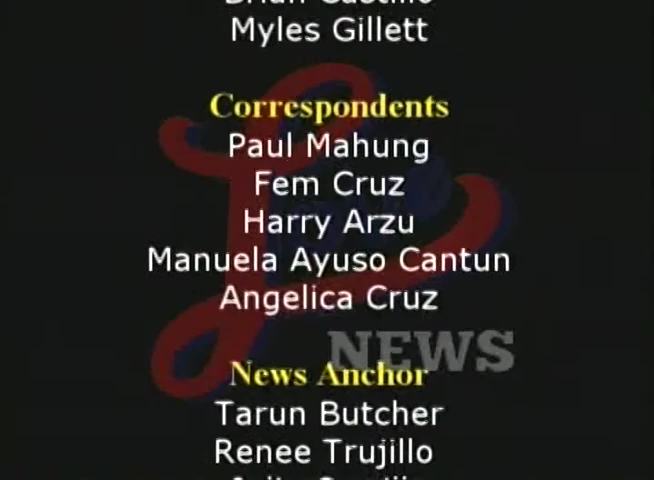 Myles Gillett
Correspondents
Paul Mahung
Fem Cruz
Harry Arzu
Manuela Ayuso Cantun
Angelica Cruz
NEWS
News Anchor
Tarun Butcher
Renee Trujillo